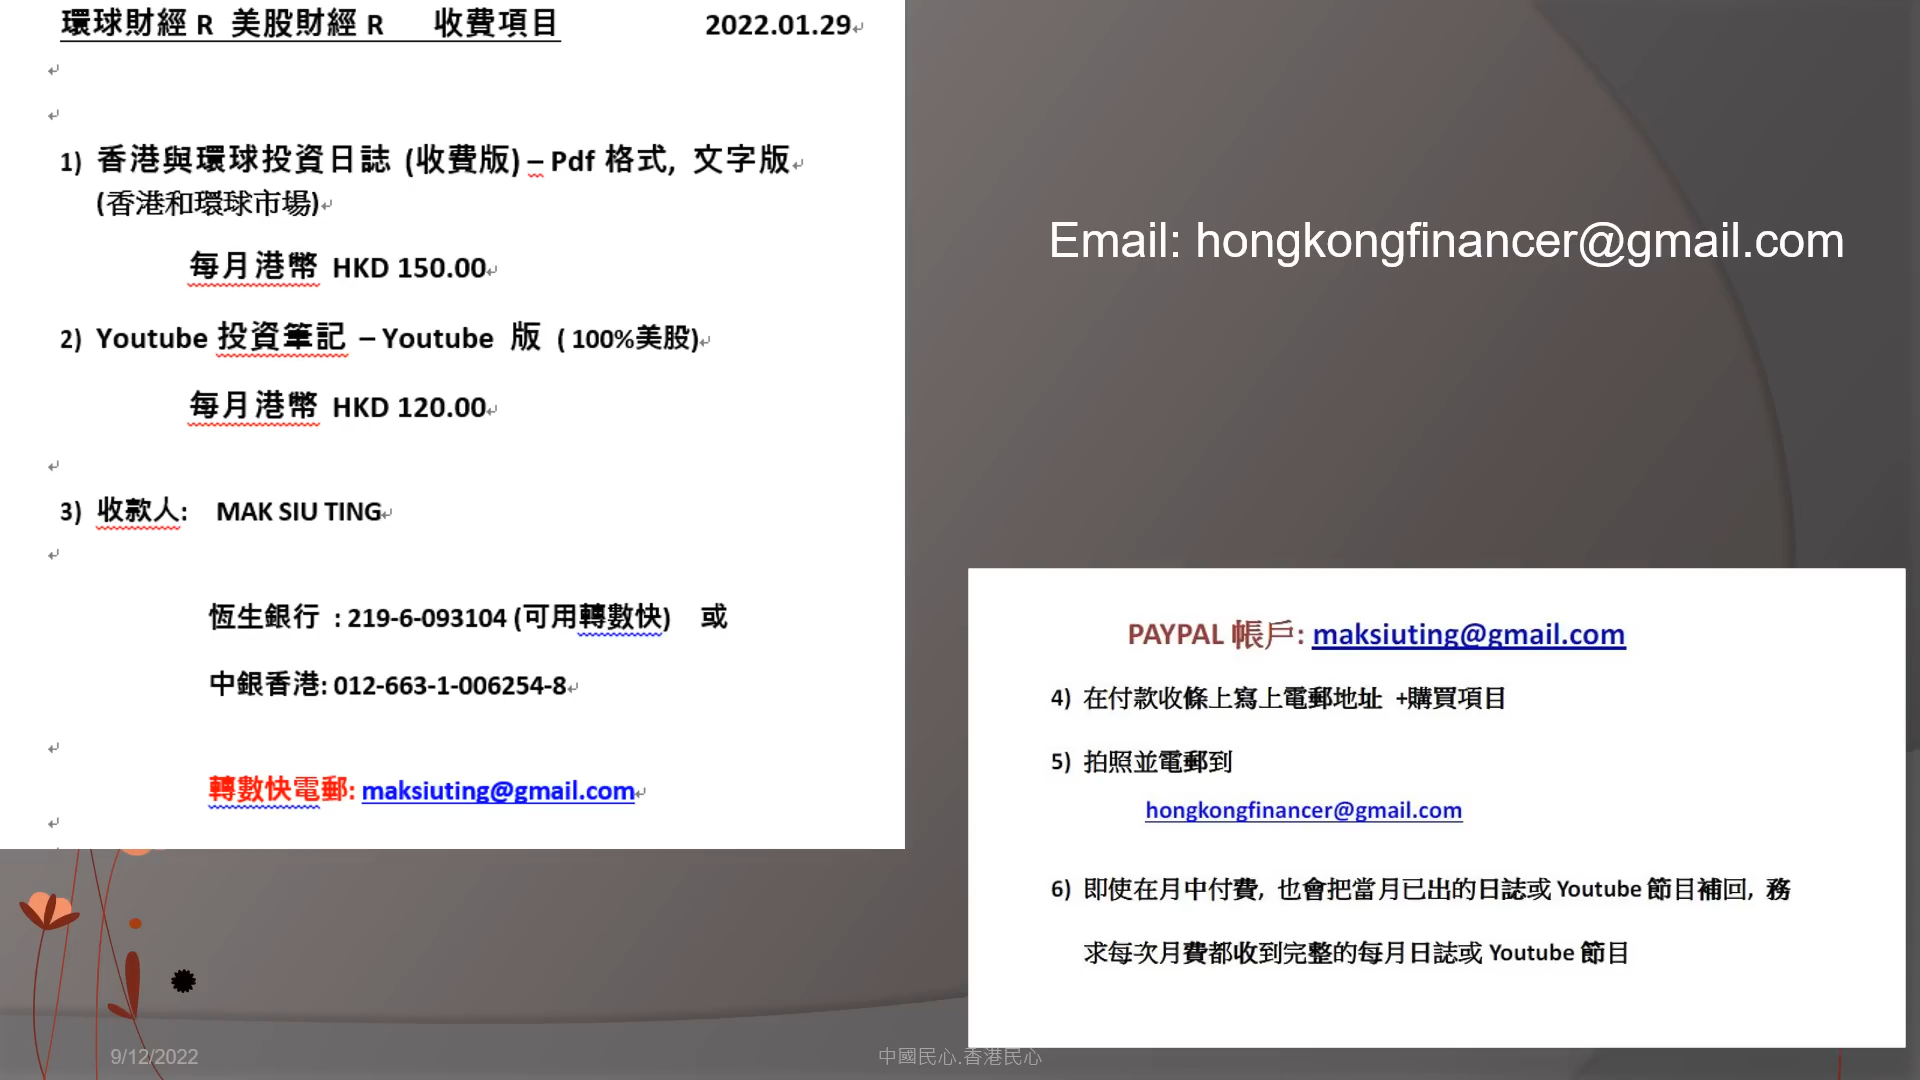 環球財經 R 美股財經 R 收費項目 2022.01.29
1) 香港與環球投資日誌 (收費版) – Pdf 格式, 文字版
(香港和環球市場)
每月港幣 HKD 150.00
2) Youtube 投資筆記 – Youtube 版 ( 100%美股)
每月港幣 HKD 120.00
3) 收款人: MAK SIU TING
恆生銀行 : 219-6-093104 (可用轉數快) 或
中銀香港: 012-663-1-006254-8
轉數快電郵: maksiuting@gmail.com
Email: hongkongfinancer@gmail.com
PAYPAL 帳戶: maksiuting@gmail.com
4) 在付款收條上寫上電郵地址 +購買項目
5) 拍照並電郵到
hongkongfinancer@gmail.com
6) 即使在月中付費, 也會把當月已出的日誌或 Youtube 節目補回, 務
求每次月費都收到完整的每月日誌或 Youtube 節目
9/12/2022
中國民心.香港民心